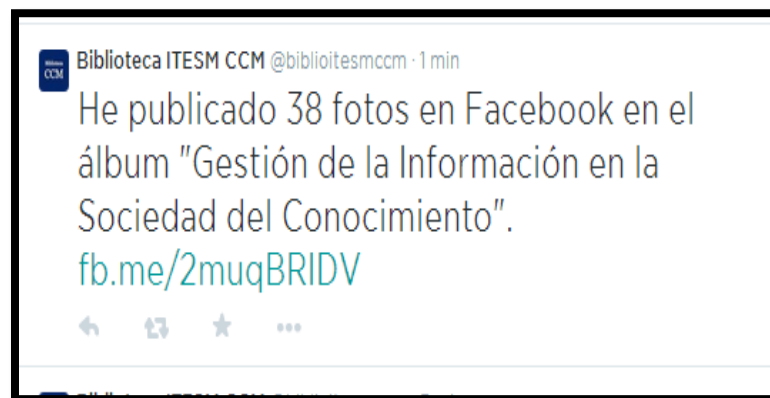 Biblioteca ITESM CCM @biblioitesmccm · 1 min
He publicado 38 fotos en Facebook en el
álbum "Gestión de la Información en la
Sociedad del Conocimiento".
fb.me/2muqBRIDV